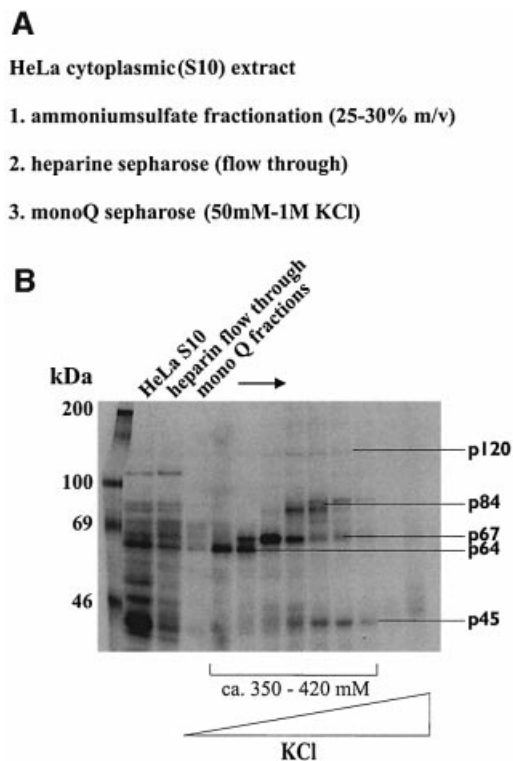 A
HeLa cytoplasmic(S10) extract
1. ammoniumsulfate fractionation (25-30% m/v)
2. heparine sepharose (flow through)
3. monoQ sepharose (50mM-1M KCl)
B
HeLa S10
heparin flow through
mono Q fractions
kDa
200
100
69
46
p120
p84
p67
p64
p45
ca. 350 - 420 mM
KCl